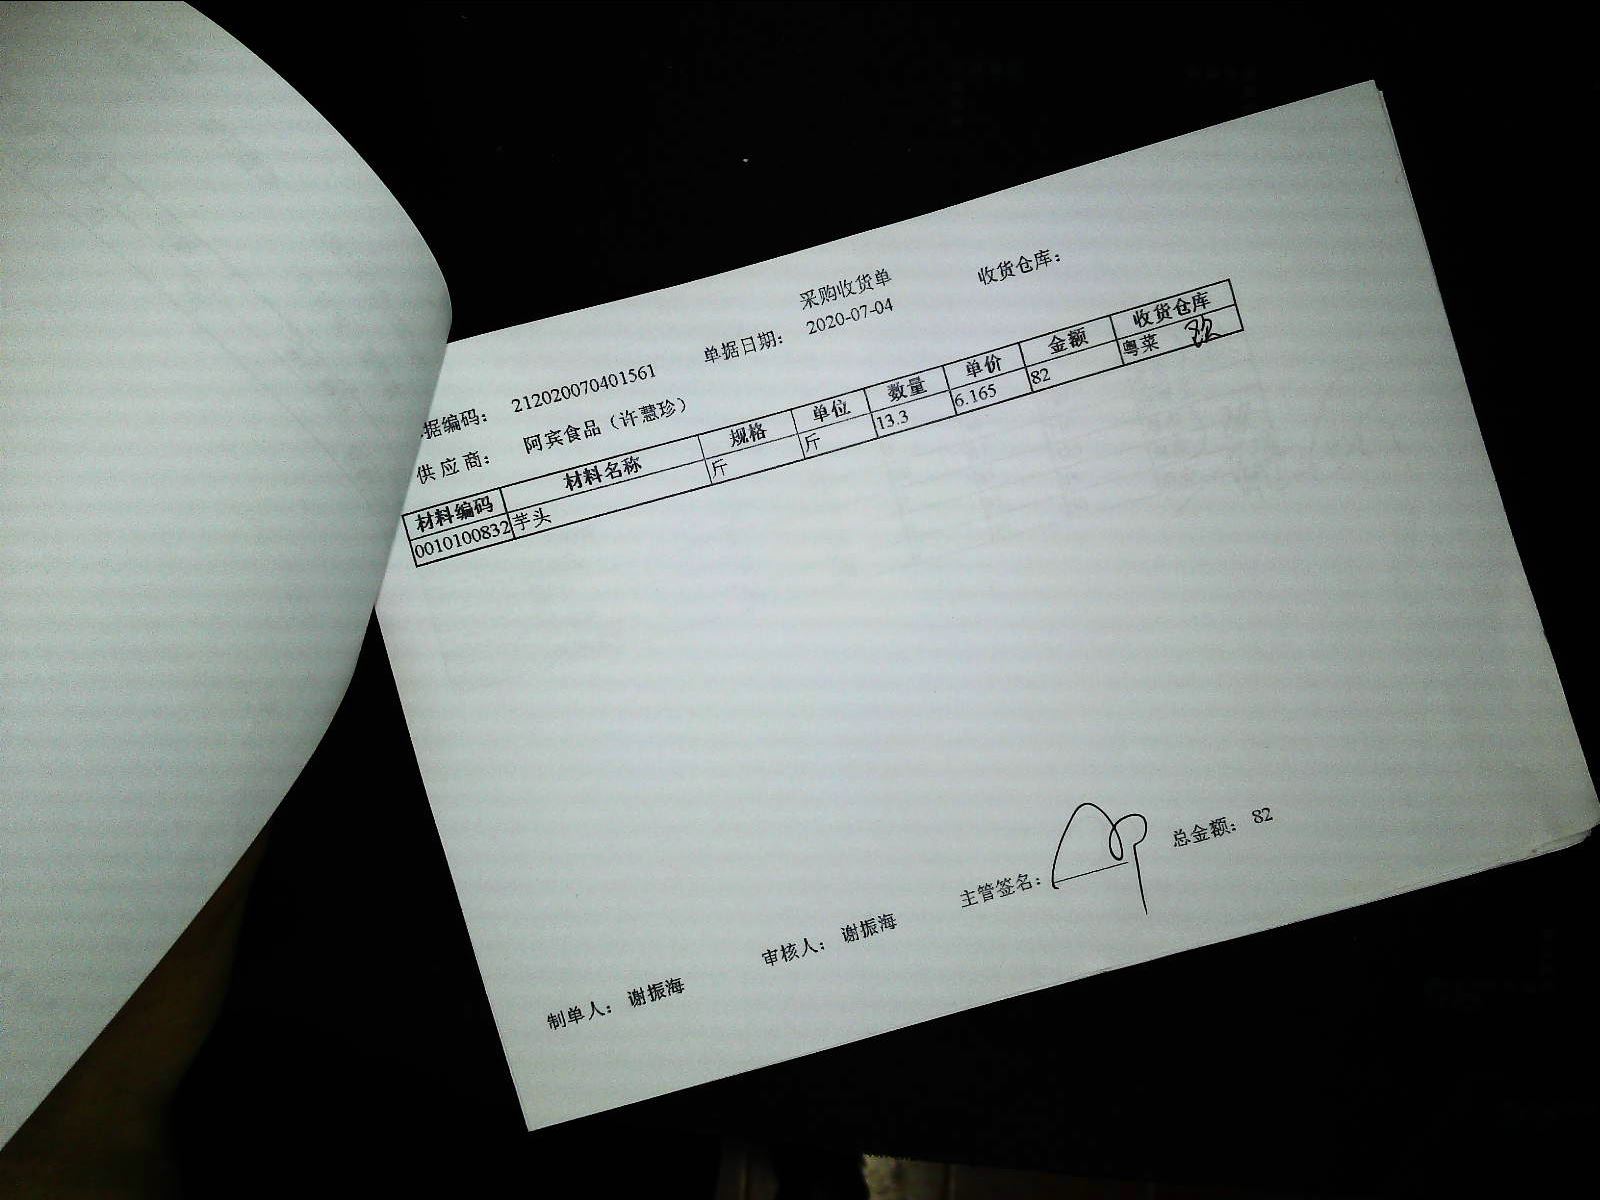 采购收货单
据编码： 212020070401561 单据日期： 2020-07-04 收货仓库：
供应商： 阿宾食品（许慧珍）
材料编码 材料名称 规格 单位 数量 单价 金额 收货仓库
0010100832 芋头 斤 斤 13.3 6.165 82 粤菜
制单人： 谢振海 审核人： 谢振海 主管签名： 总金额： 82